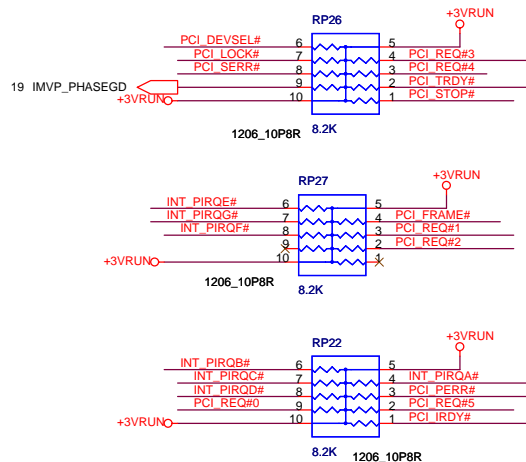 RP26
+3VRUN
PCI_DEVSEL# 6 5
PCI_LOCK# 7 4 PCI_REQ#3
PCI_SERR# 8 3 PCI_REQ#4
19 IMVP_PHASEGD 9 2 PCI_TRDY#
+3VRUN 10 1 PCI_STOP#
1206_10P8R 8.2K
RP27
+3VRUN
INT_PIRQE# 6 5
INT_PIRQG# 7 4 PCI_FRAME#
INT_PIRQF# 8 3 PCI_REQ#1
9 2 PCI_REQ#2
+3VRUN 10 1
1206_10P8R 8.2K
RP22
+3VRUN
INT_PIRQB# 6 5
INT_PIRQC# 7 4 INT_PIRQA#
INT_PIRQD# 8 3 PCI_PERR#
PCI_REQ#0 9 2 PCI_REQ#5
+3VRUN 10 1 PCI_IRDY#
8.2K 1206_10P8R